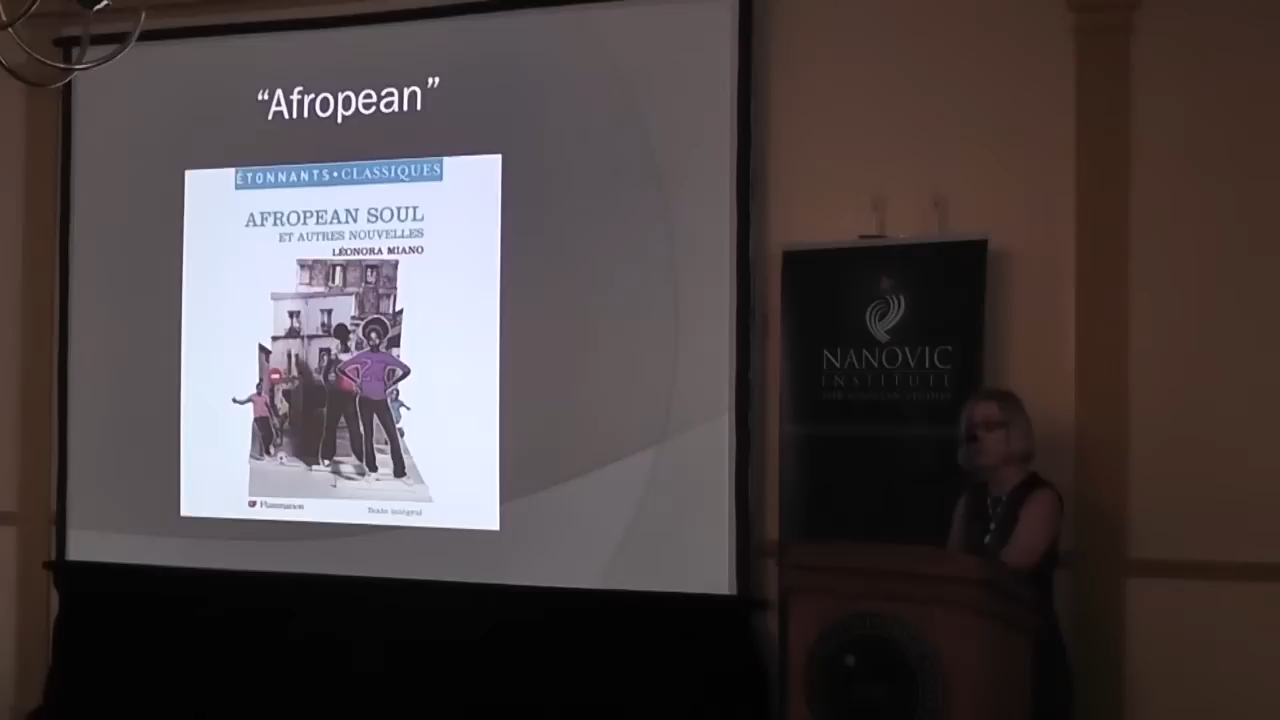 “Afropean”
ÉTONNANTS • CLASSIQUES
AFROPEAN SOUL
ET AUTRES NOUVELLES
LÉONORA MIANO
Flammarion
Texte intégral
NANOVIC
INSTITUTE